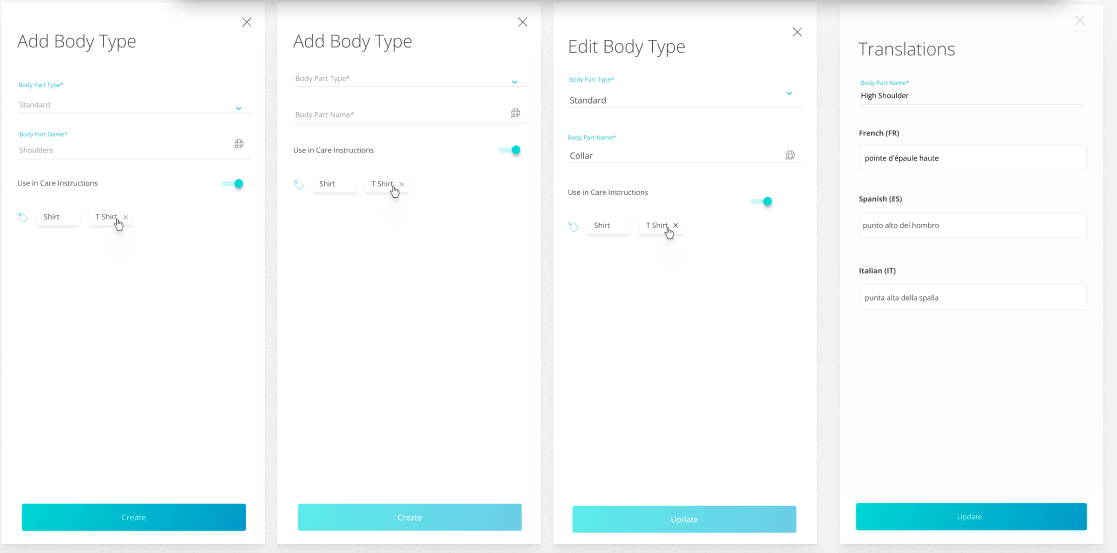 Add Body Type
Body Part Type*
Standard
Body Part Name*
Shoulders
Use in Care Instructions
Shirt
T Shirt
Create
Add Body Type
Body Part Type*
Body Part Name*
Use in Care Instructions
Shirt
T Shirt
Create
Edit Body Type
Body Part Type*
Standard
Body Part Name*
Collar
Use in Care Instructions
Shirt
T Shirt
Update
Translations
Body Part Name*
High Shoulder
French (FR)
pointe d'épaule haute
Spanish (ES)
punto alto del hombro
Italian (IT)
punta alta della spalla
Update